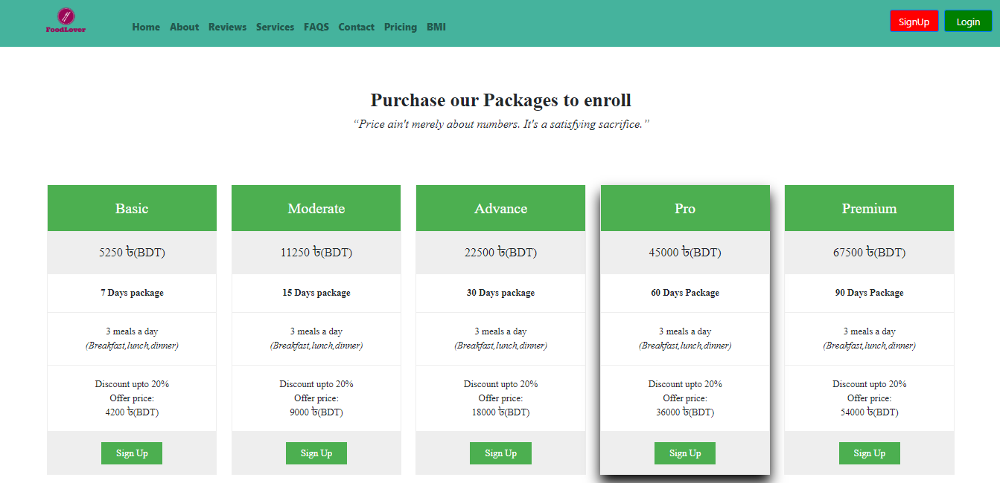 FoodLover
Home About Reviews Services FAQS Contact Pricing BMI
SignUp Login
Purchase our Packages to enroll
“Price ain't merely about numbers. It's a satisfying sacrifice.”
Basic
5250 ৳(BDT)
7 Days package
3 meals a day
(Breakfast,lunch,dinner)
Discount upto 20%
Offer price:
4200 ৳(BDT)
Sign Up
Moderate
11250 ৳(BDT)
15 Days package
3 meals a day
(Breakfast,lunch,dinner)
Discount upto 20%
Offer price:
9000 ৳(BDT)
Sign Up
Advance
22500 ৳(BDT)
30 Days package
3 meals a day
(Breakfast,lunch,dinner)
Discount upto 20%
Offer price:
18000 ৳(BDT)
Sign Up
Pro
45000 ৳(BDT)
60 Days Package
3 meals a day
(Breakfast,lunch,dinner)
Discount upto 20%
Offer price:
36000 ৳(BDT)
Sign Up
Premium
67500 ৳(BDT)
90 Days Package
3 meals a day
(Breakfast,lunch,dinner)
Discount upto 20%
Offer price:
54000 ৳(BDT)
Sign Up